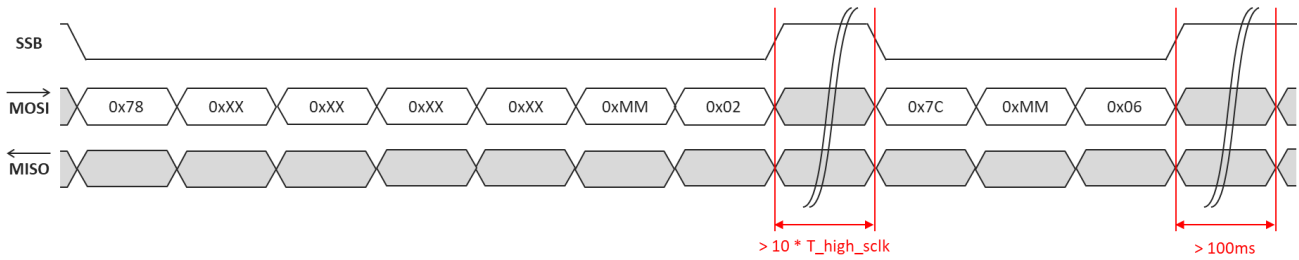 SSB
MOSI 0x78 0xXX 0xXX 0xXX 0xXX 0xMM 0x02 0x7C 0xMM 0x06
MISO
> 10 * T_high_sclk > 100ms